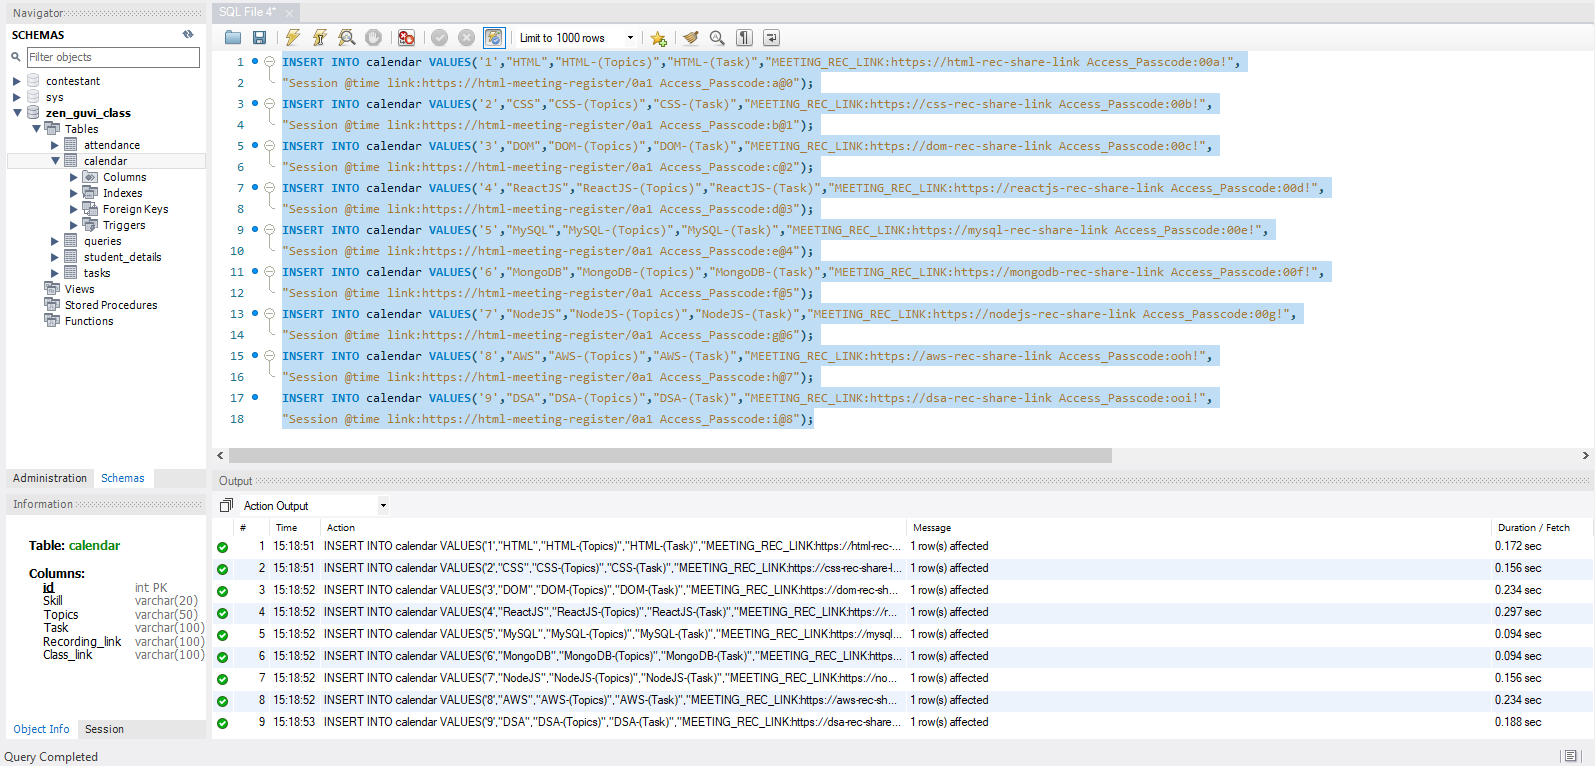 Navigator
SCHEMAS
Filter objects
contestant
sys
zen_guvi_class
Tables
attendance
calendar
Columns
Indexes
Foreign Keys
Triggers
queries
student_details
tasks
Views
Stored Procedures
Functions
Administration Schemas
Information
Table: calendar
Columns:
id int PK
Skill varchar(20)
Topics varchar(50)
Task varchar(100)
Recording_link varchar(100)
Class_link varchar(100)
Object Info Session
SQL File 4*
Limit to 1000 rows
1 INSERT INTO calendar VALUES('1',"HTML","HTML-(Topics)","HTML-(Task)","MEETING_REC_LINK:https://html-rec-share-link Access_Passcode:00a!",
2 "Session @time link:https://html-meeting-register/0a1 Access_Passcode:a@0");
3 INSERT INTO calendar VALUES('2',"CSS","CSS-(Topics)","CSS-(Task)","MEETING_REC_LINK:https://css-rec-share-link Access_Passcode:00b!",
4 "Session @time link:https://html-meeting-register/0a1 Access_Passcode:b@1");
5 INSERT INTO calendar VALUES('3',"DOM","DOM-(Topics)","DOM-(Task)","MEETING_REC_LINK:https://dom-rec-share-link Access_Passcode:00c!",
6 "Session @time link:https://html-meeting-register/0a1 Access_Passcode:c@2");
7 INSERT INTO calendar VALUES('4',"ReactJS","ReactJS-(Topics)","ReactJS-(Task)","MEETING_REC_LINK:https://reactjs-rec-share-link Access_Passcode:00d!",
8 "Session @time link:https://html-meeting-register/0a1 Access_Passcode:d@3");
9 INSERT INTO calendar VALUES('5',"MySQL","MySQL-(Topics)","MySQL-(Task)","MEETING_REC_LINK:https://mysql-rec-share-link Access_Passcode:00e!",
10 "Session @time link:https://html-meeting-register/0a1 Access_Passcode:e@4");
11 INSERT INTO calendar VALUES('6',"MongoDB","MongoDB-(Topics)","MongoDB-(Task)","MEETING_REC_LINK:https://mongodb-rec-share-link Access_Passcode:00f!",
12 "Session @time link:https://html-meeting-register/0a1 Access_Passcode:f@5");
13 INSERT INTO calendar VALUES('7',"NodeJS","NodeJS-(Topics)","NodeJS-(Task)","MEETING_REC_LINK:https://nodejs-rec-share-link Access_Passcode:00g!",
14 "Session @time link:https://html-meeting-register/0a1 Access_Passcode:g@6");
15 INSERT INTO calendar VALUES('8',"AWS","AWS-(Topics)","AWS-(Task)","MEETING_REC_LINK:https://aws-rec-share-link Access_Passcode:ooh!",
16 "Session @time link:https://html-meeting-register/0a1 Access_Passcode:h@7");
17 INSERT INTO calendar VALUES('9',"DSA","DSA-(Topics)","DSA-(Task)","MEETING_REC_LINK:https://dsa-rec-share-link Access_Passcode:ooi!",
18 "Session @time link:https://html-meeting-register/0a1 Access_Passcode:i@8");
Output
Action Output
# Time Action Message Duration / Fetch
1 15:18:51 INSERT INTO calendar VALUES('1',"HTML","HTML-(Topics)","HTML-(Task)","MEETING_REC_LINK:https://html-rec-... 1 row(s) affected 0.172 sec
2 15:18:51 INSERT INTO calendar VALUES('2',"CSS","CSS-(Topics)","CSS-(Task)","MEETING_REC_LINK:https://css-rec-share-l... 1 row(s) affected 0.156 sec
3 15:18:52 INSERT INTO calendar VALUES('3',"DOM","DOM-(Topics)","DOM-(Task)","MEETING_REC_LINK:https://dom-rec-sh... 1 row(s) affected 0.234 sec
4 15:18:52 INSERT INTO calendar VALUES('4',"ReactJS","ReactJS-(Topics)","ReactJS-(Task)","MEETING_REC_LINK:https://r... 1 row(s) affected 0.297 sec
5 15:18:52 INSERT INTO calendar VALUES('5',"MySQL","MySQL-(Topics)","MySQL-(Task)","MEETING_REC_LINK:https://mysql... 1 row(s) affected 0.094 sec
6 15:18:52 INSERT INTO calendar VALUES('6',"MongoDB","MongoDB-(Topics)","MongoDB-(Task)","MEETING_REC_LINK:https... 1 row(s) affected 0.094 sec
7 15:18:52 INSERT INTO calendar VALUES('7',"NodeJS","NodeJS-(Topics)","NodeJS-(Task)","MEETING_REC_LINK:https://no... 1 row(s) affected 0.156 sec
8 15:18:52 INSERT INTO calendar VALUES('8',"AWS","AWS-(Topics)","AWS-(Task)","MEETING_REC_LINK:https://aws-rec-sh... 1 row(s) affected 0.234 sec
9 15:18:53 INSERT INTO calendar VALUES('9',"DSA","DSA-(Topics)","DSA-(Task)","MEETING_REC_LINK:https://dsa-rec-share... 1 row(s) affected 0.188 sec
Query Completed